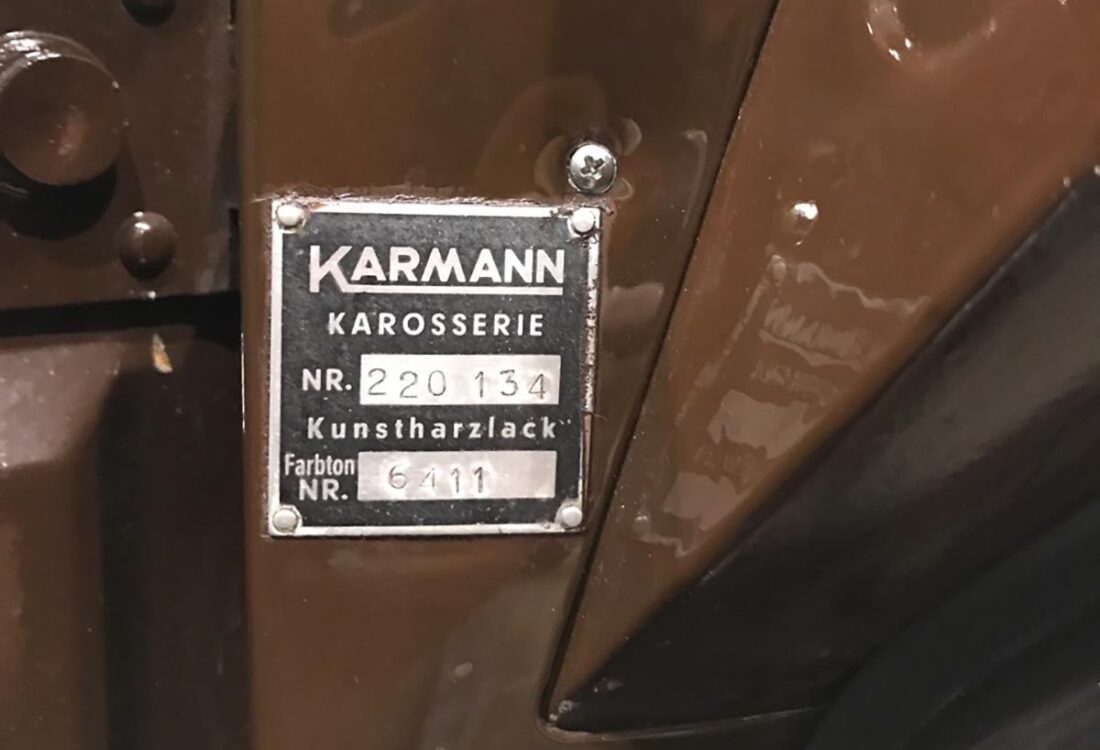 KARMANN
KAROSSERIE
NR. 220 134
Kunstharzlack
Farbton
NR. 6411